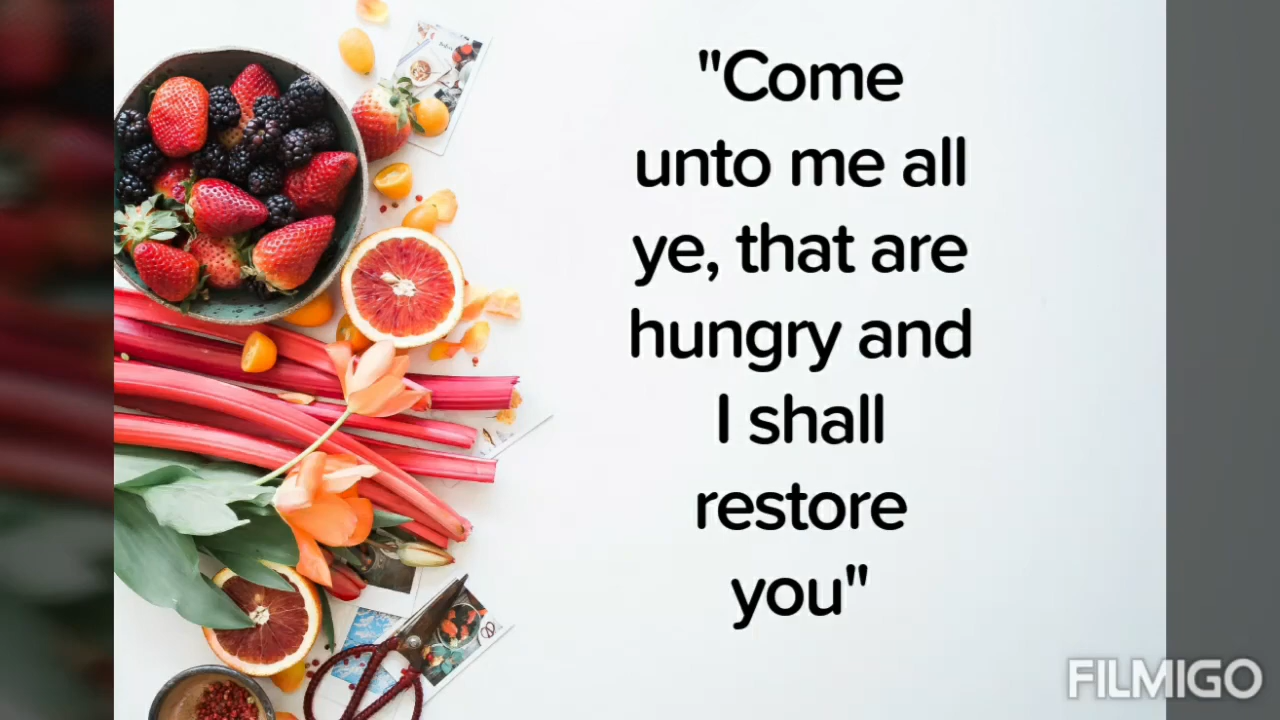 "Come
unto me all
ye, that are
hungry and
I shall
restore
you"
FILMIGO